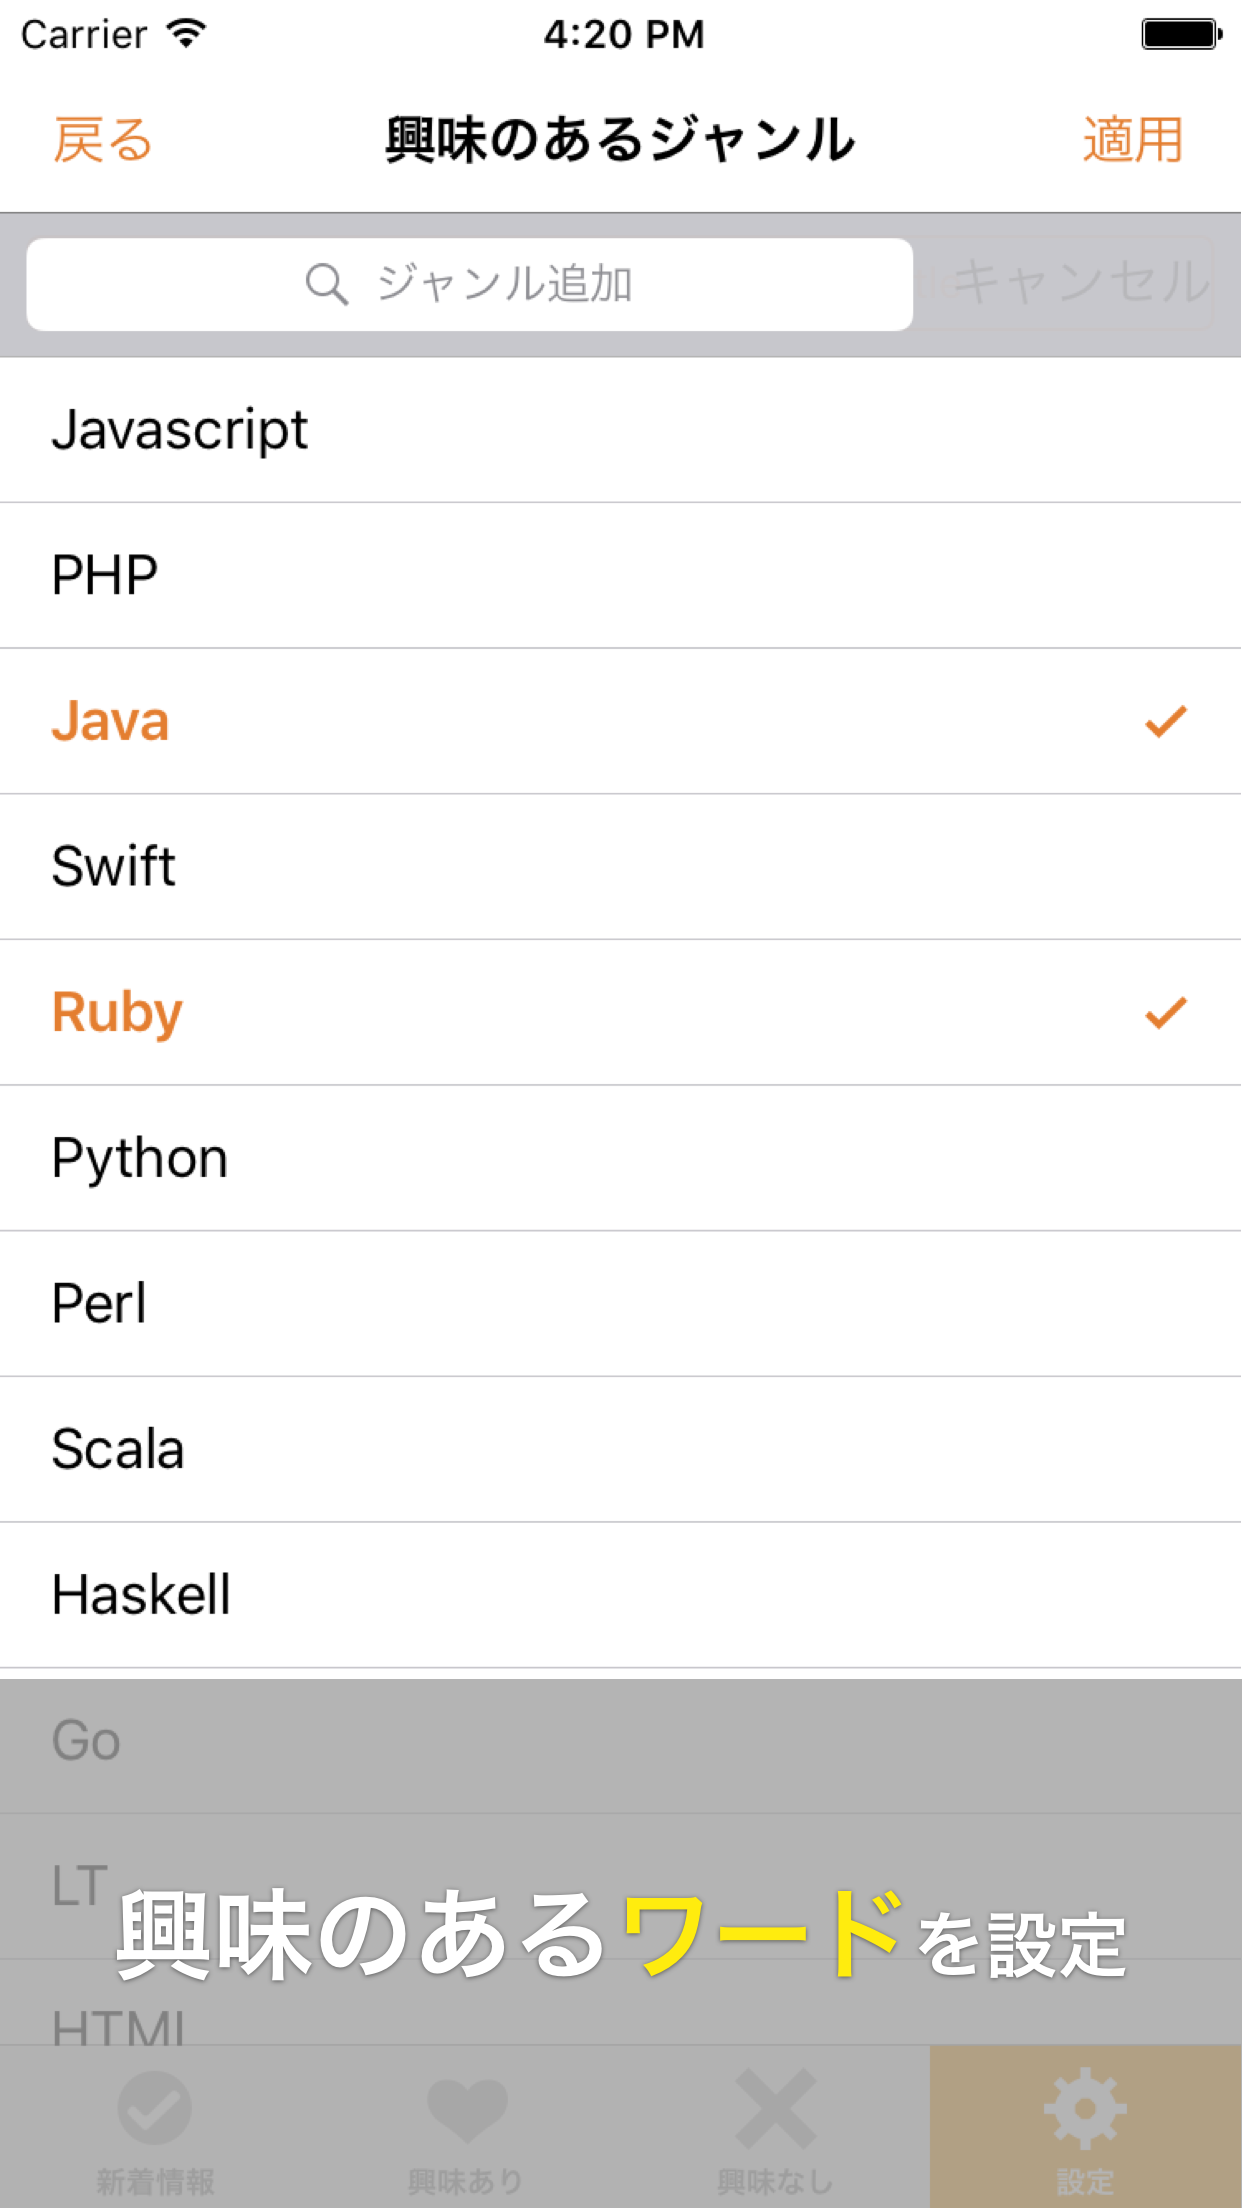 Carrier 4:20 PM
戻る 興味のあるジャンル 適用
ジャンル追加 キャンセル
Javascript
PHP
Java
Swift
Ruby
Python
Perl
Scala
Haskell
Go
LT
興味のあるワードを設定
HTML
新着情報 興味あり 興味なし 設定